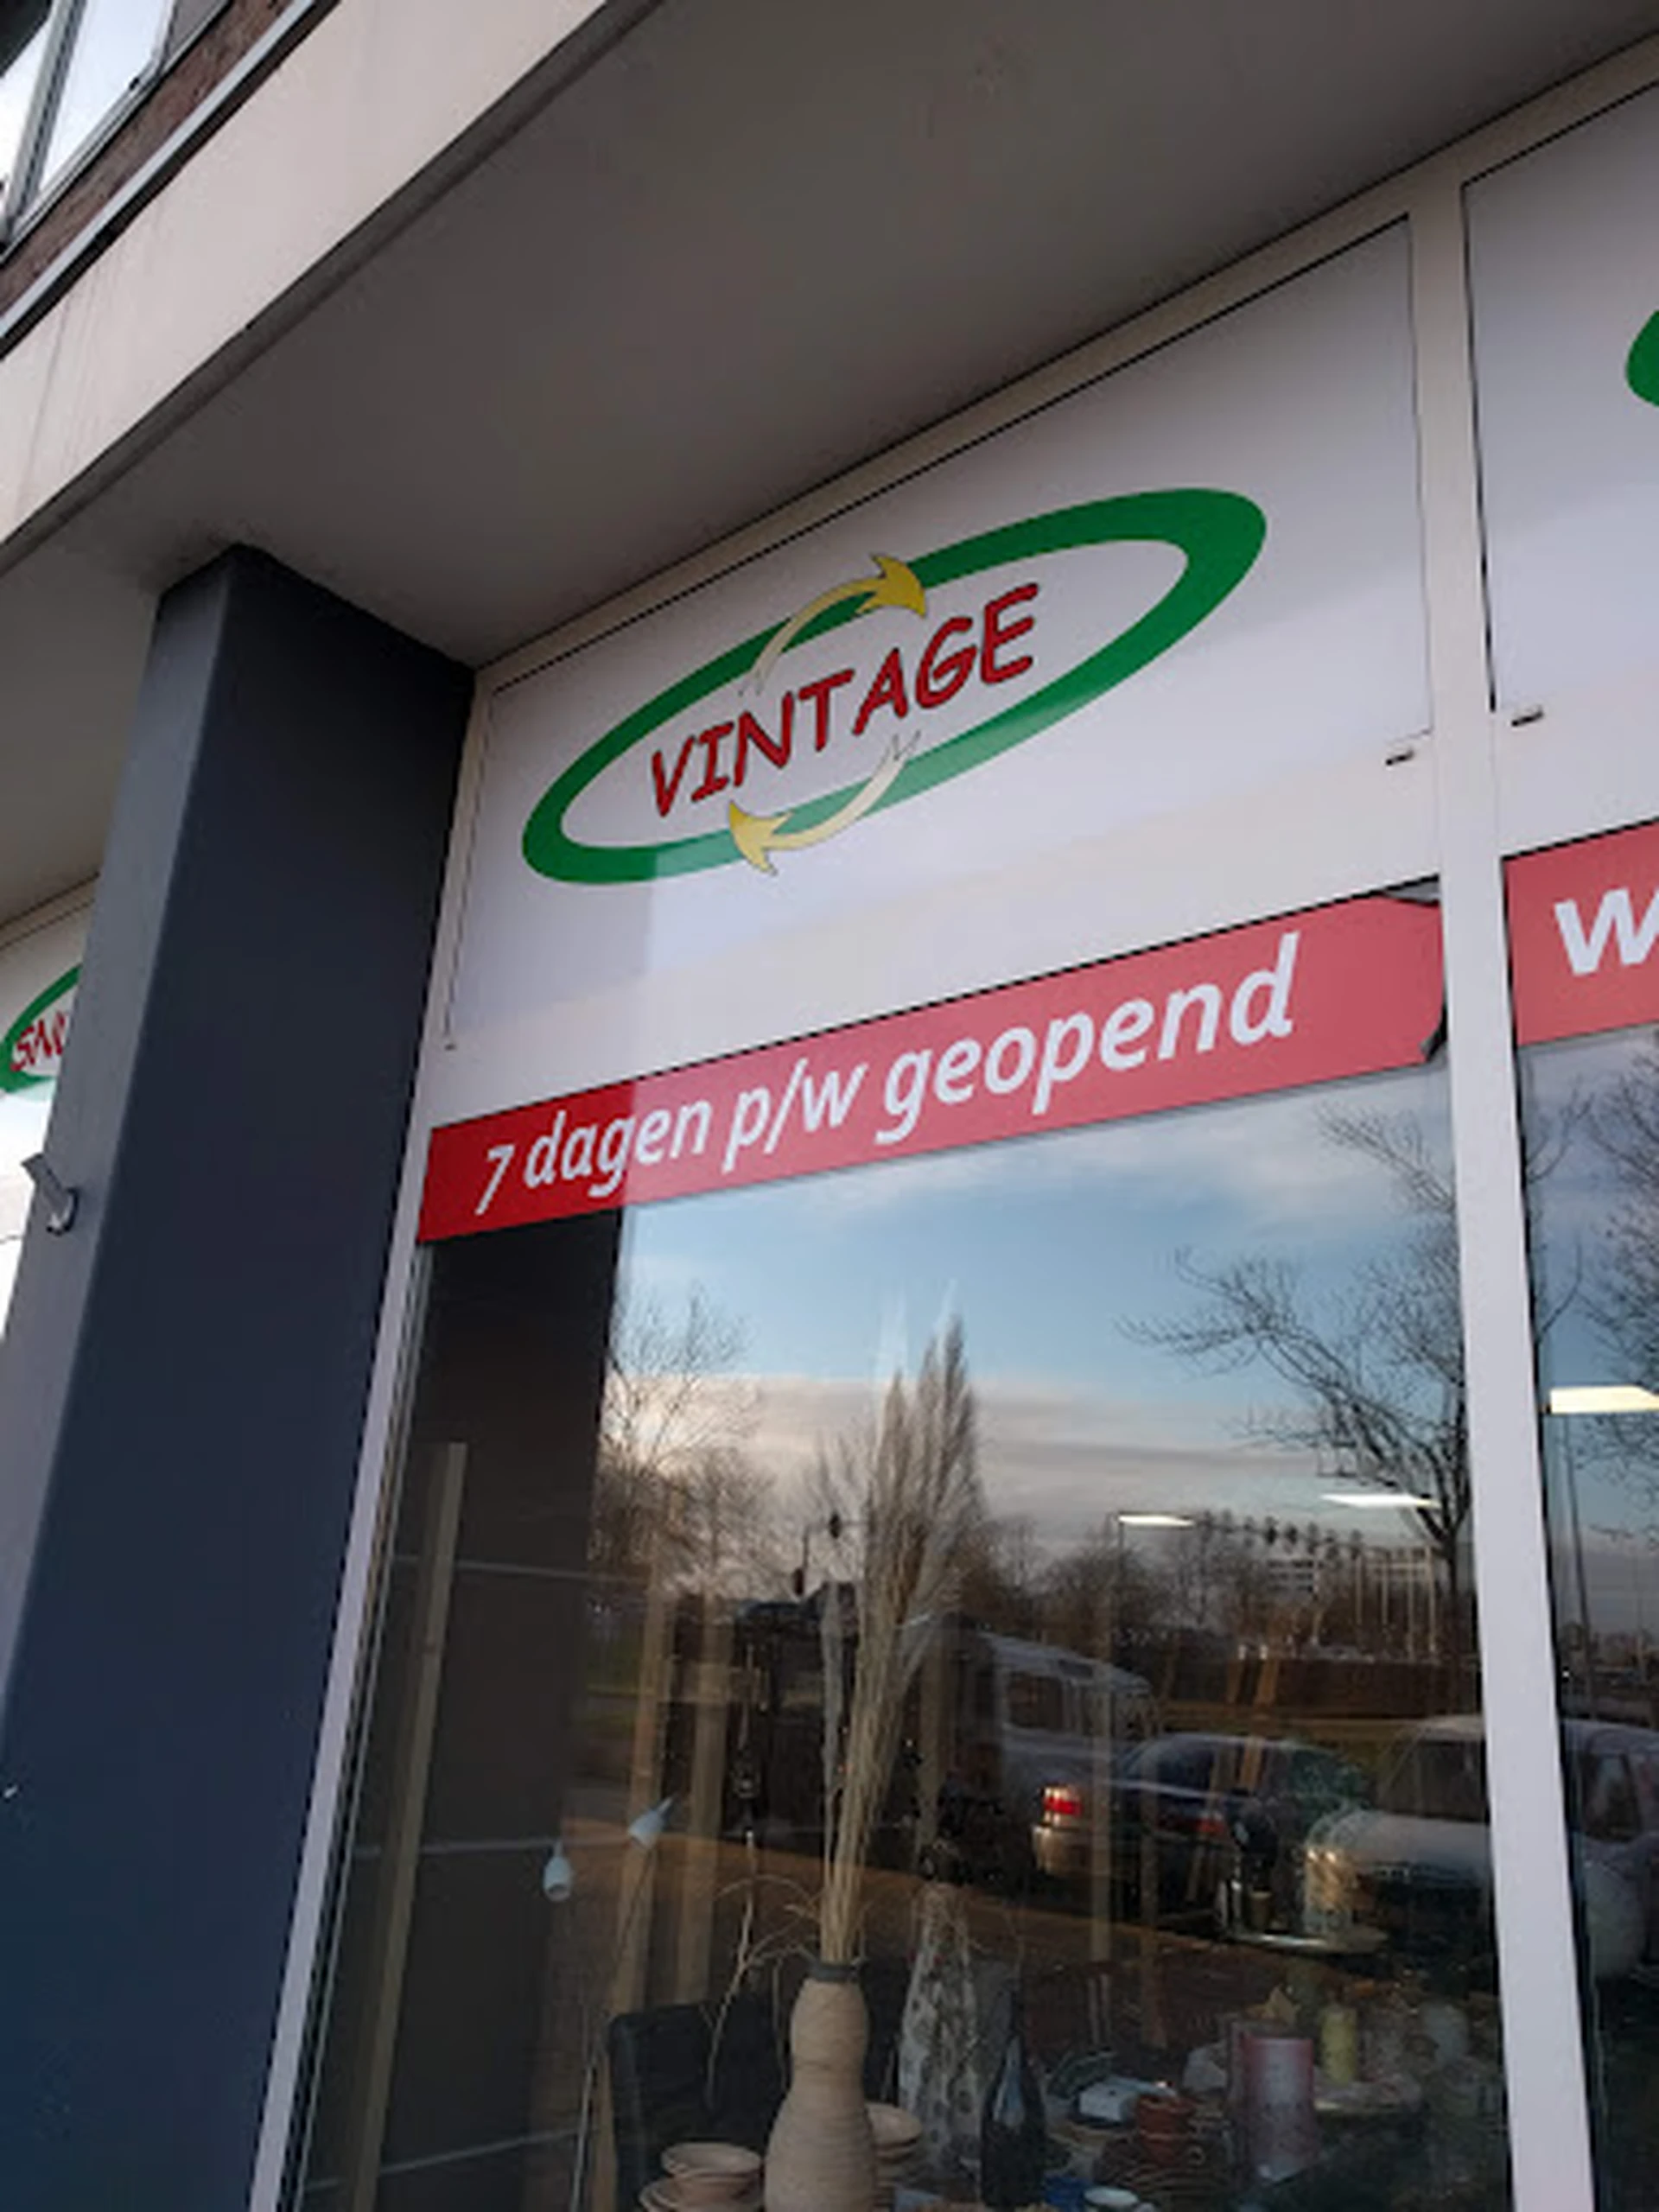 VINTAGE
7 dagen p/w geopend